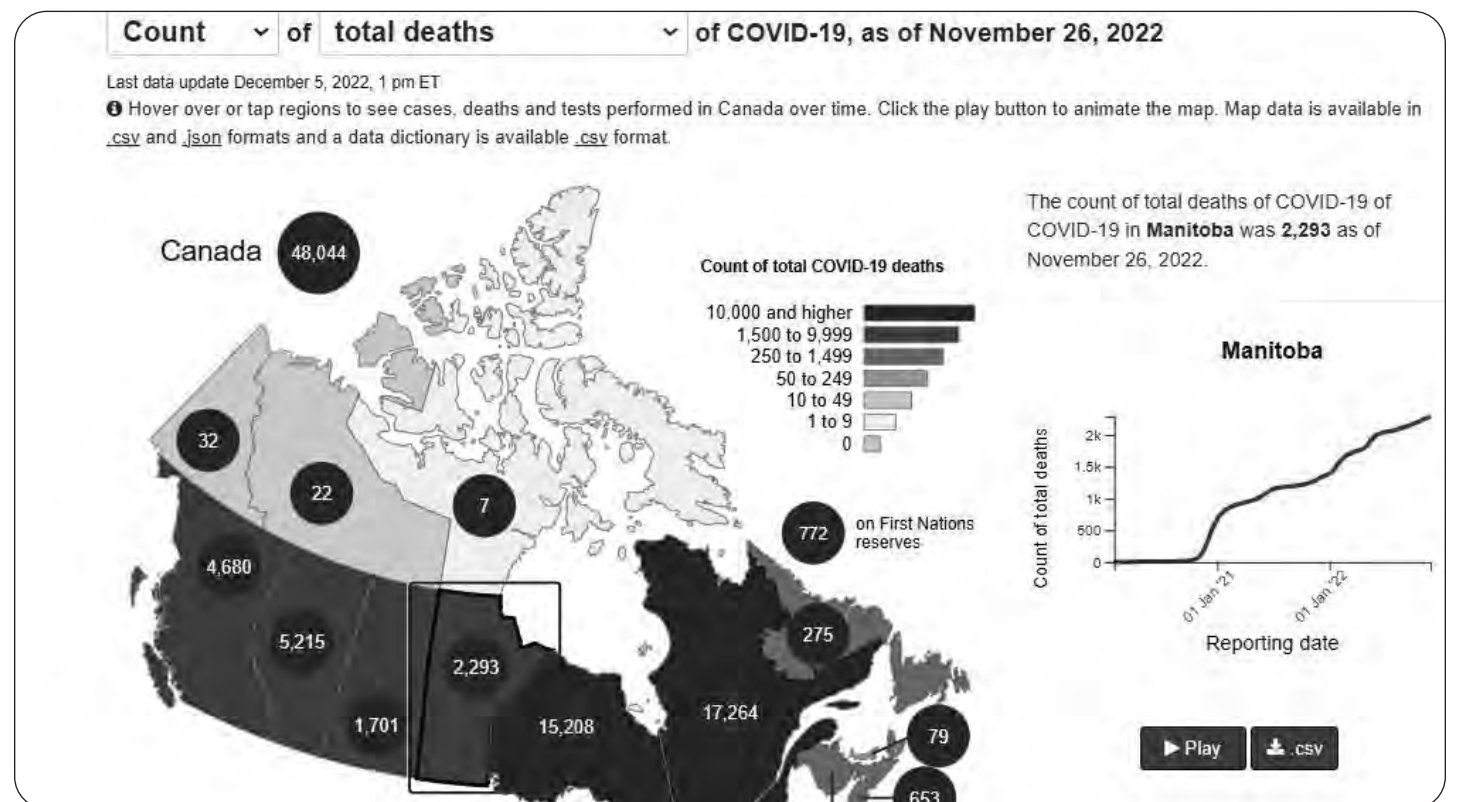 Count of total deaths of COVID-19, as of November 26, 2022
Last data update December 5, 2022, 1 pm ET
Hover over or tap regions to see cases, deaths and tests performed in Canada over time. Click the play button to animate the map. Map data is available in
.csv and .json formats and a data dictionary is available .csv format.
The count of total deaths of COVID-19 of
COVID-19 in Manitoba was 2,293 as of
November 26, 2022.
Canada 48,044
Count of total COVID-19 deaths
10,000 and higher
1,500 to 9,999
250 to 1,499
50 to 249
10 to 49
1 to 9
0
32
22
7
772 on First Nations
reserves
4,680
5,215
2,293
275
1,701
15,208
17,264
79
653
Manitoba
Count of total deaths
2k
1.5k
1k
500
0
01 Jan '21
01 Jan '22
Reporting date
Play
.csv